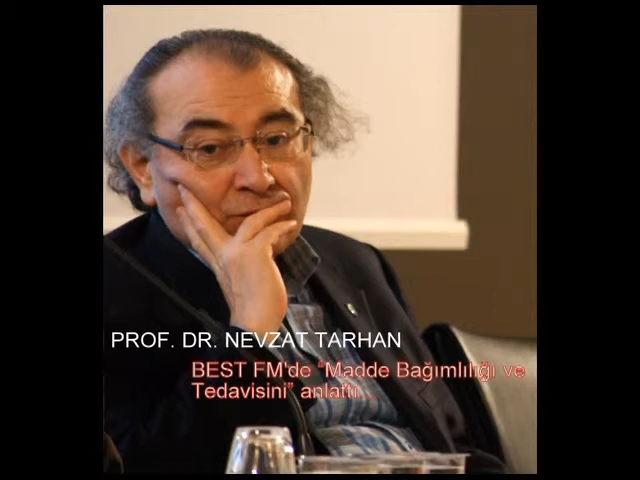 PROF. DR. NEVZAT TARHAN
BEST FM'de "Madde Bağımlılığı ve
Tedavisini" anlattı...